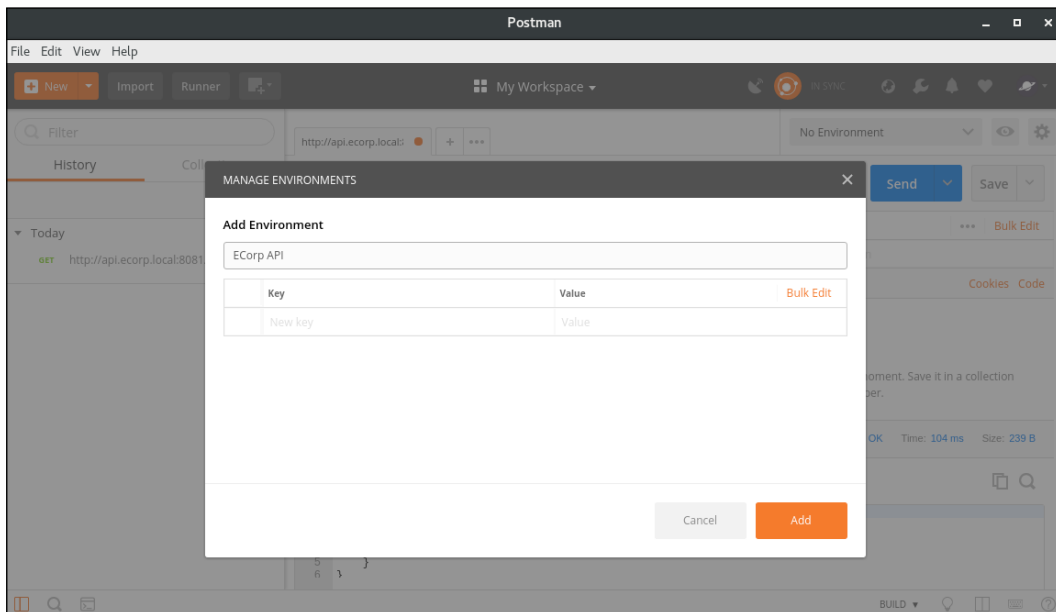 Postman
File Edit View Help
New Import Runner My Workspace IN SYNC
Filter
http://api.ecorp.local:
No Environment
History
MANAGE ENVIRONMENTS
Send Save
Add Environment
Today
Bulk Edit
GET http://api.ecorp.local:8081
ECorp API
Key Value Bulk Edit
Cookies Code
New key Value
oment. Save it in a collection
per.
OK Time: 104 ms Size: 239 B
Cancel Add
5 }
6 }
BUILD